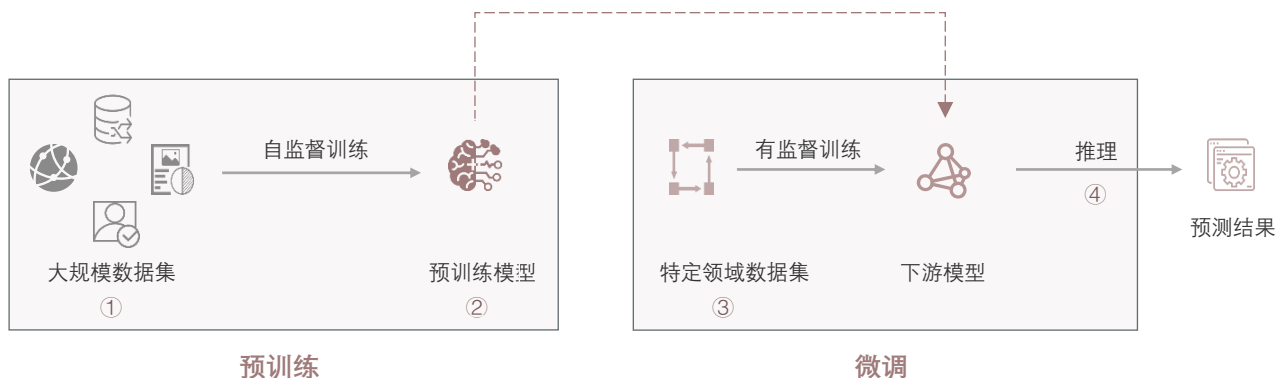 自监督训练
大规模数据集
①
预训练模型
②
预训练
有监督训练
特定领域数据集
③
下游模型
推理
④
预测结果
微调